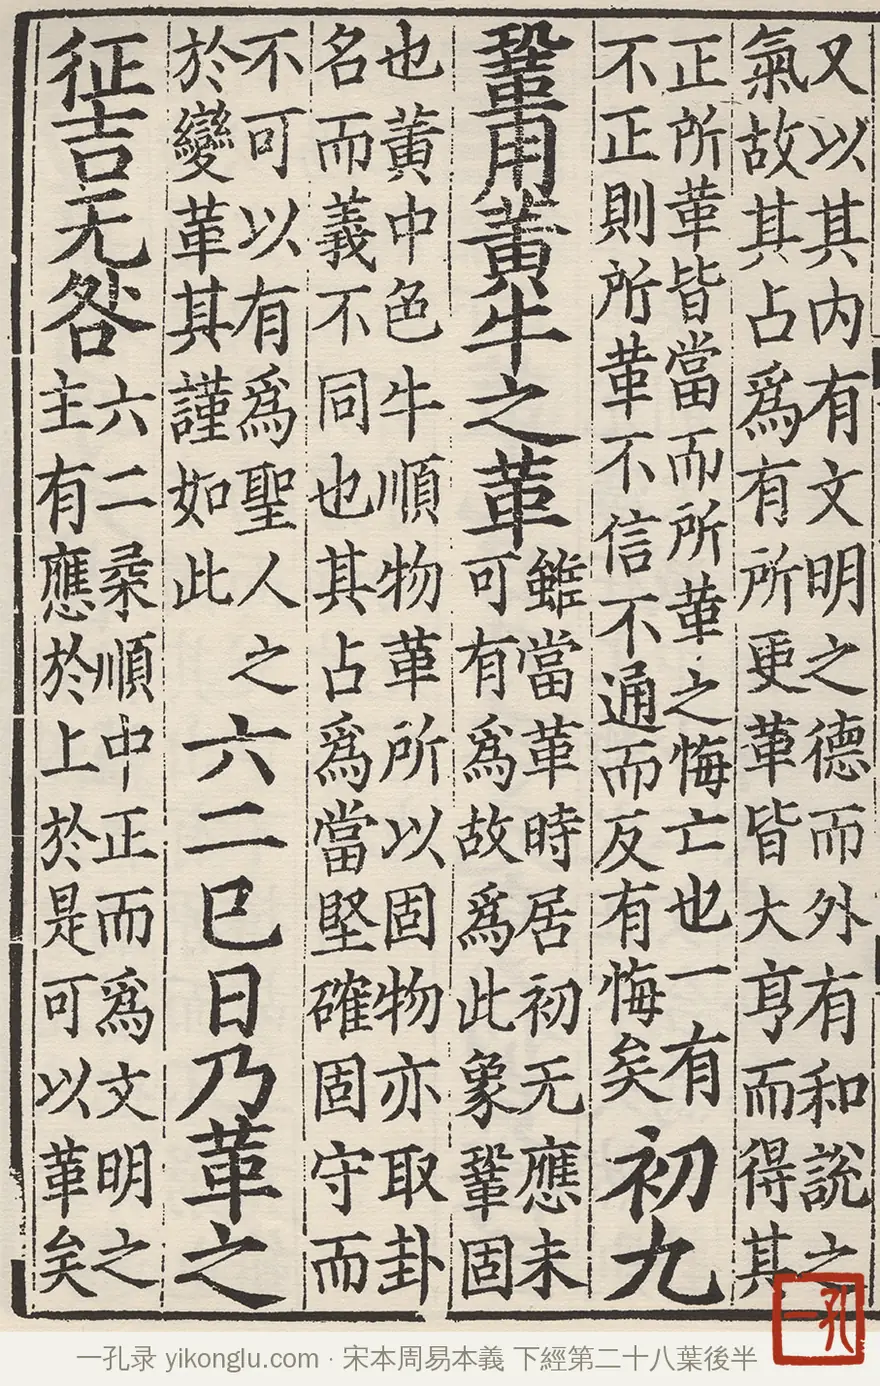 又以其内有文明之德而外有和說之
氣故其占爲有所更革皆大亨而得其
正所革皆當而所革之悔亡也一有
不正則所革不信不通而反有悔矣
初九
鞏用黃牛之革
雖當革時居初无應未
可有爲故爲此象鞏固
也黃中色牛順物革所以固物亦取卦
名而義不同也其占爲當堅確固守而
不可以有爲聖人之
於變革其謹如此
六二巳日乃革之
征吉无咎
六二柔順中正而爲文明之
主有應於上於是可以革矣
一孔
一孔录 yikonglu.com · 宋本周易本義 下經第二十八葉後半